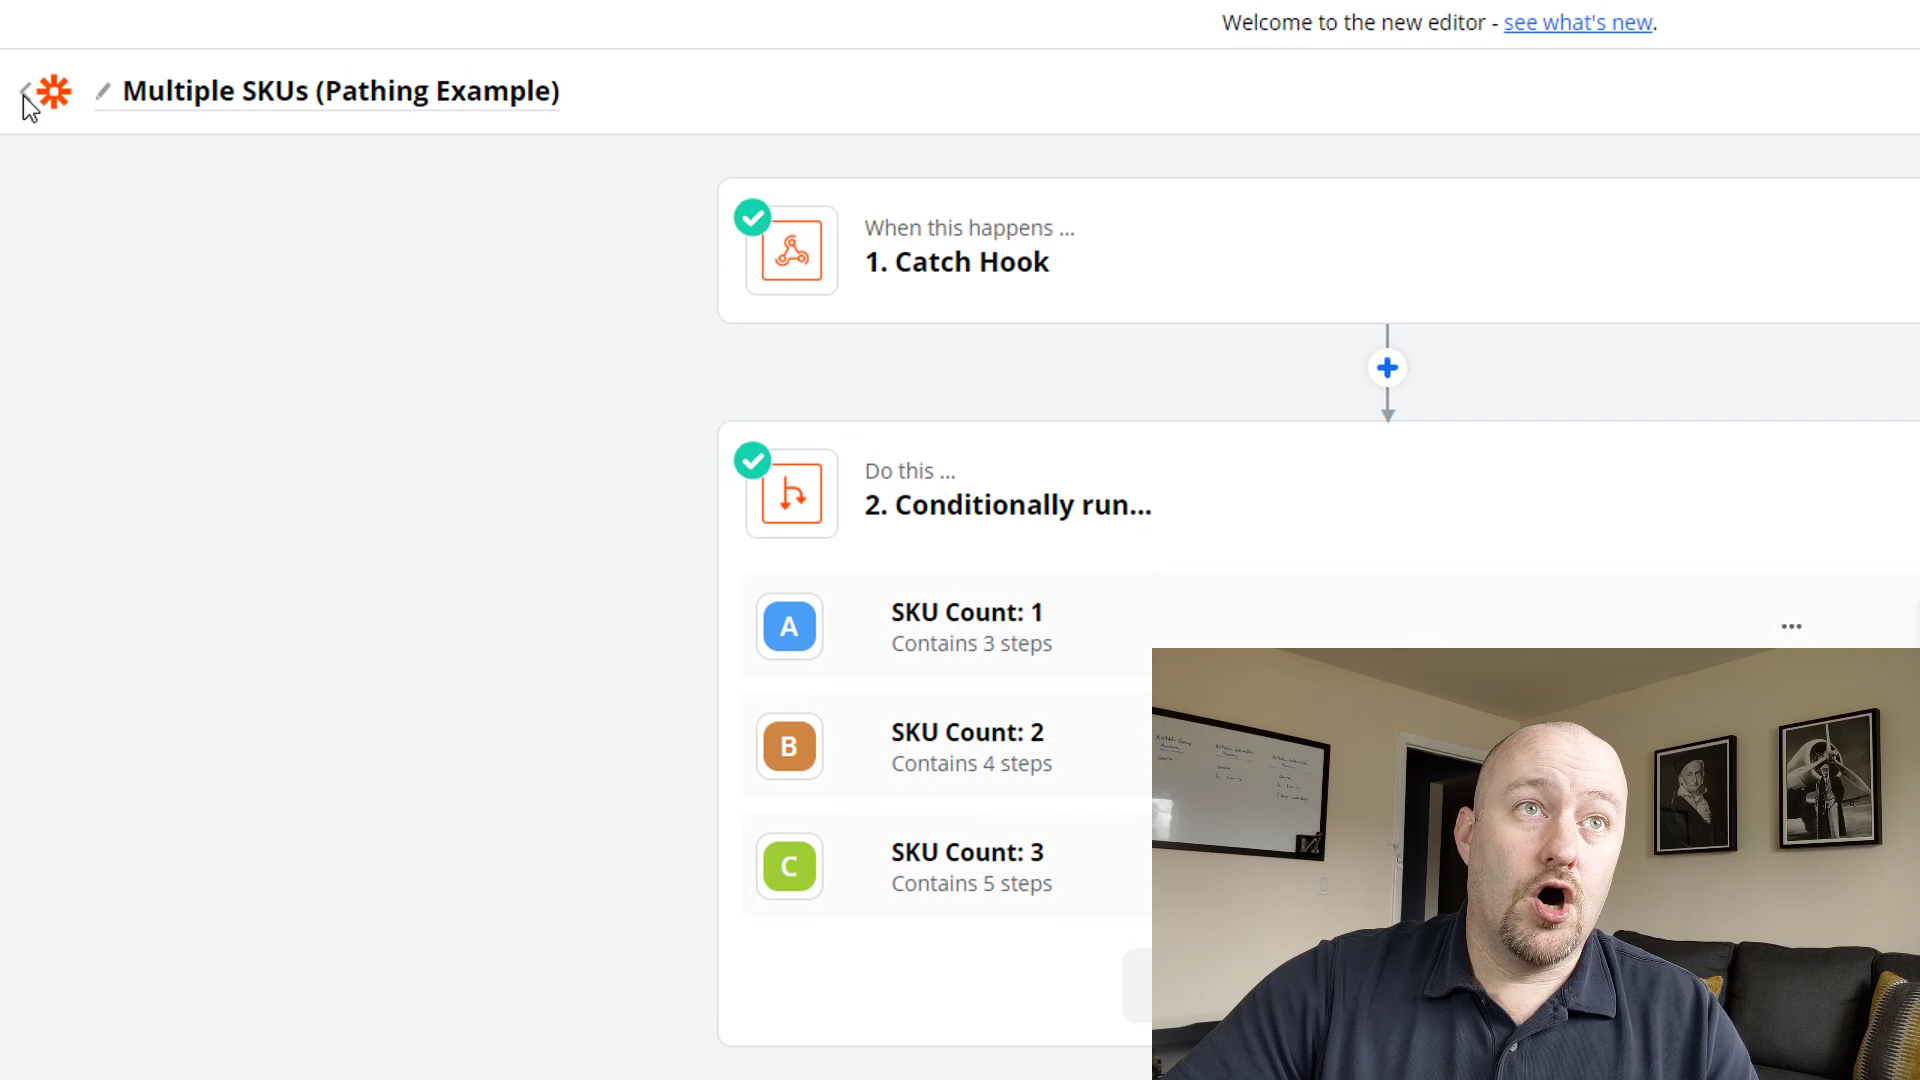 Welcome to the new editor - see what's new.
Multiple SKUs (Pathing Example)
When this happens ...
1. Catch Hook
Do this ...
2. Conditionally run...
A
SKU Count: 1
Contains 3 steps
B
SKU Count: 2
Contains 4 steps
C
SKU Count: 3
Contains 5 steps